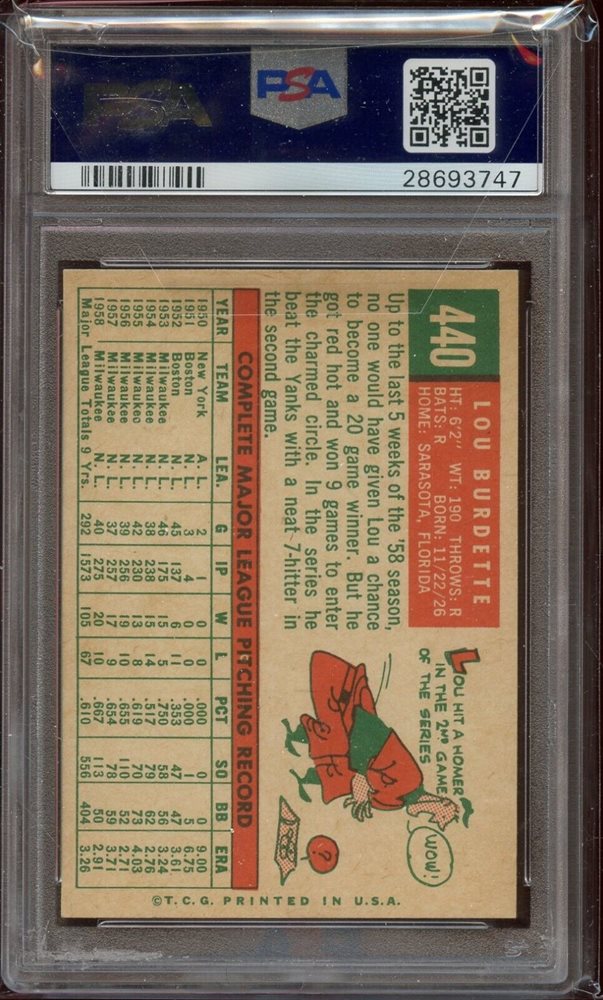 PSA
PSA
28693747
440
LOU BURDETTE
HT: 6'2" WT: 190 THROWS: R
BATS: R BORN: 11/22/26
HOME: SARASOTA, FLORIDA
Up to the last 5 weeks of the '58 season,
no one would have given Lou a chance
to become a 20 game winner. But he
got red hot and won 9 games to enter
the charmed circle. In the series he
beat the Yanks with a neat 7-hitter in
the second game.
LOU HIT A HOMER
IN THE 2ND GAME
OF THE SERIES
WOW!
?
COMPLETE MAJOR LEAGUE PITCHING RECORD
YEAR TEAM LEA. G IP W L PCT SO BB ERA
1950 New York A. L. 2 1 0 0 .000 0 0 9.00
1951 Boston N. L. 3 4 0 0 .000 1 5 6.75
1952 Boston N. L. 45 137 6 11 .353 47 47 3.61
1953 Milwaukee N. L. 46 175 15 5 .750 58 56 3.24
1954 Milwaukee N. L. 38 238 15 14 .517 79 62 2.76
1955 Milwaukee N. L. 42 230 13 8 .619 70 73 4.03
1956 Milwaukee N. L. 39 256 19 10 .655 110 52 2.71
1957 Milwaukee N. L. 37 257 17 9 .654 78 59 2.71
1958 Milwaukee N. L. 40 275 20 10 .667 113 50 2.91
Major League Totals 9 Yrs. 292 1573 105 67 .610 556 404 3.26
©T.C.G. PRINTED IN U.S.A.